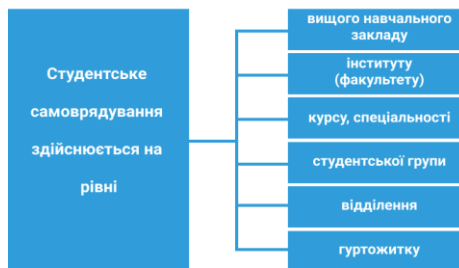 Студентське
самоврядування
здійснюється на
рівні
вищого навчального
закладу
інституту
(факультету)
курсу, спеціальності
студентської групи
відділення
гуртожитку